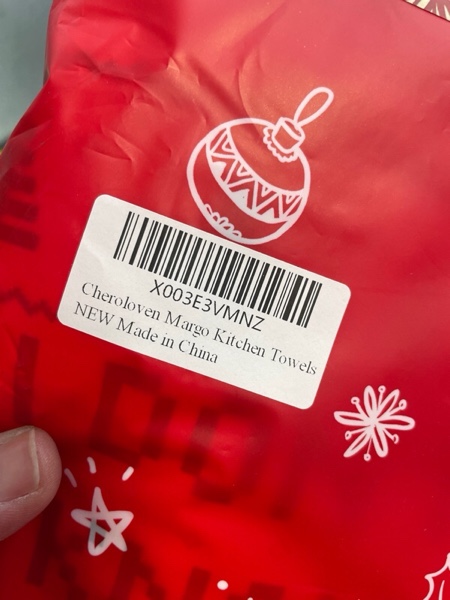 X003E3VMNZ
Cheroloven Margo Kitchen Towels
NEW Made in China